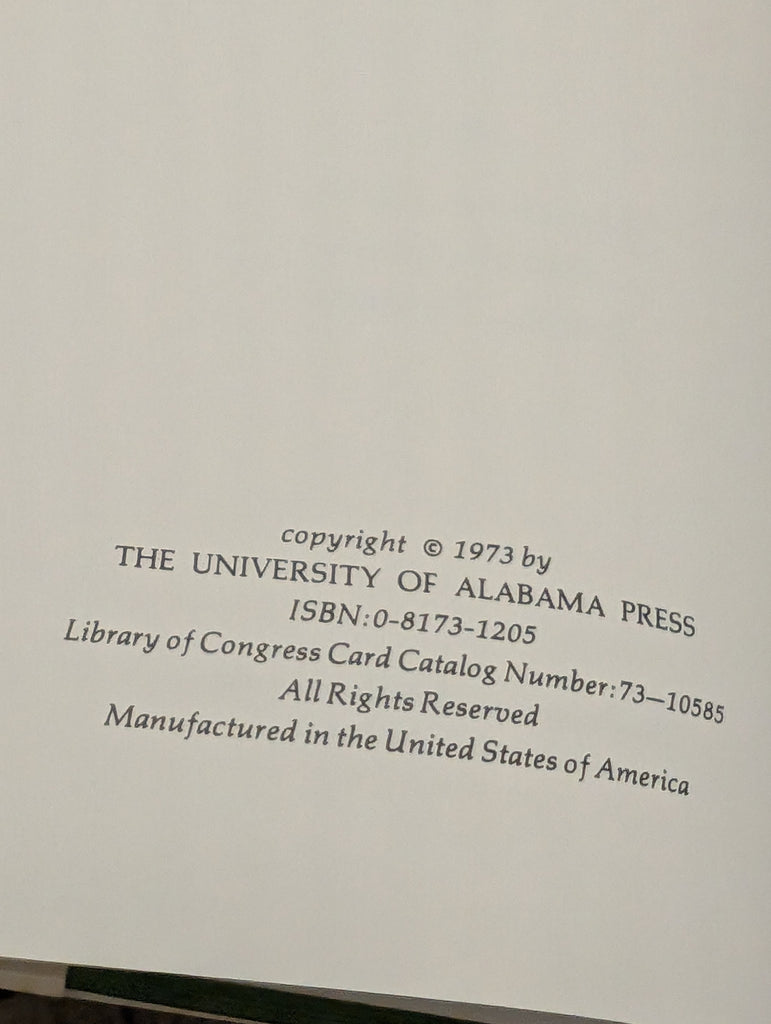 copyright © 1973 by
THE UNIVERSITY OF ALABAMA PRESS
ISBN:0-8173-1205
Library of Congress Card Catalog Number:73—10585
All Rights Reserved
Manufactured in the United States of America